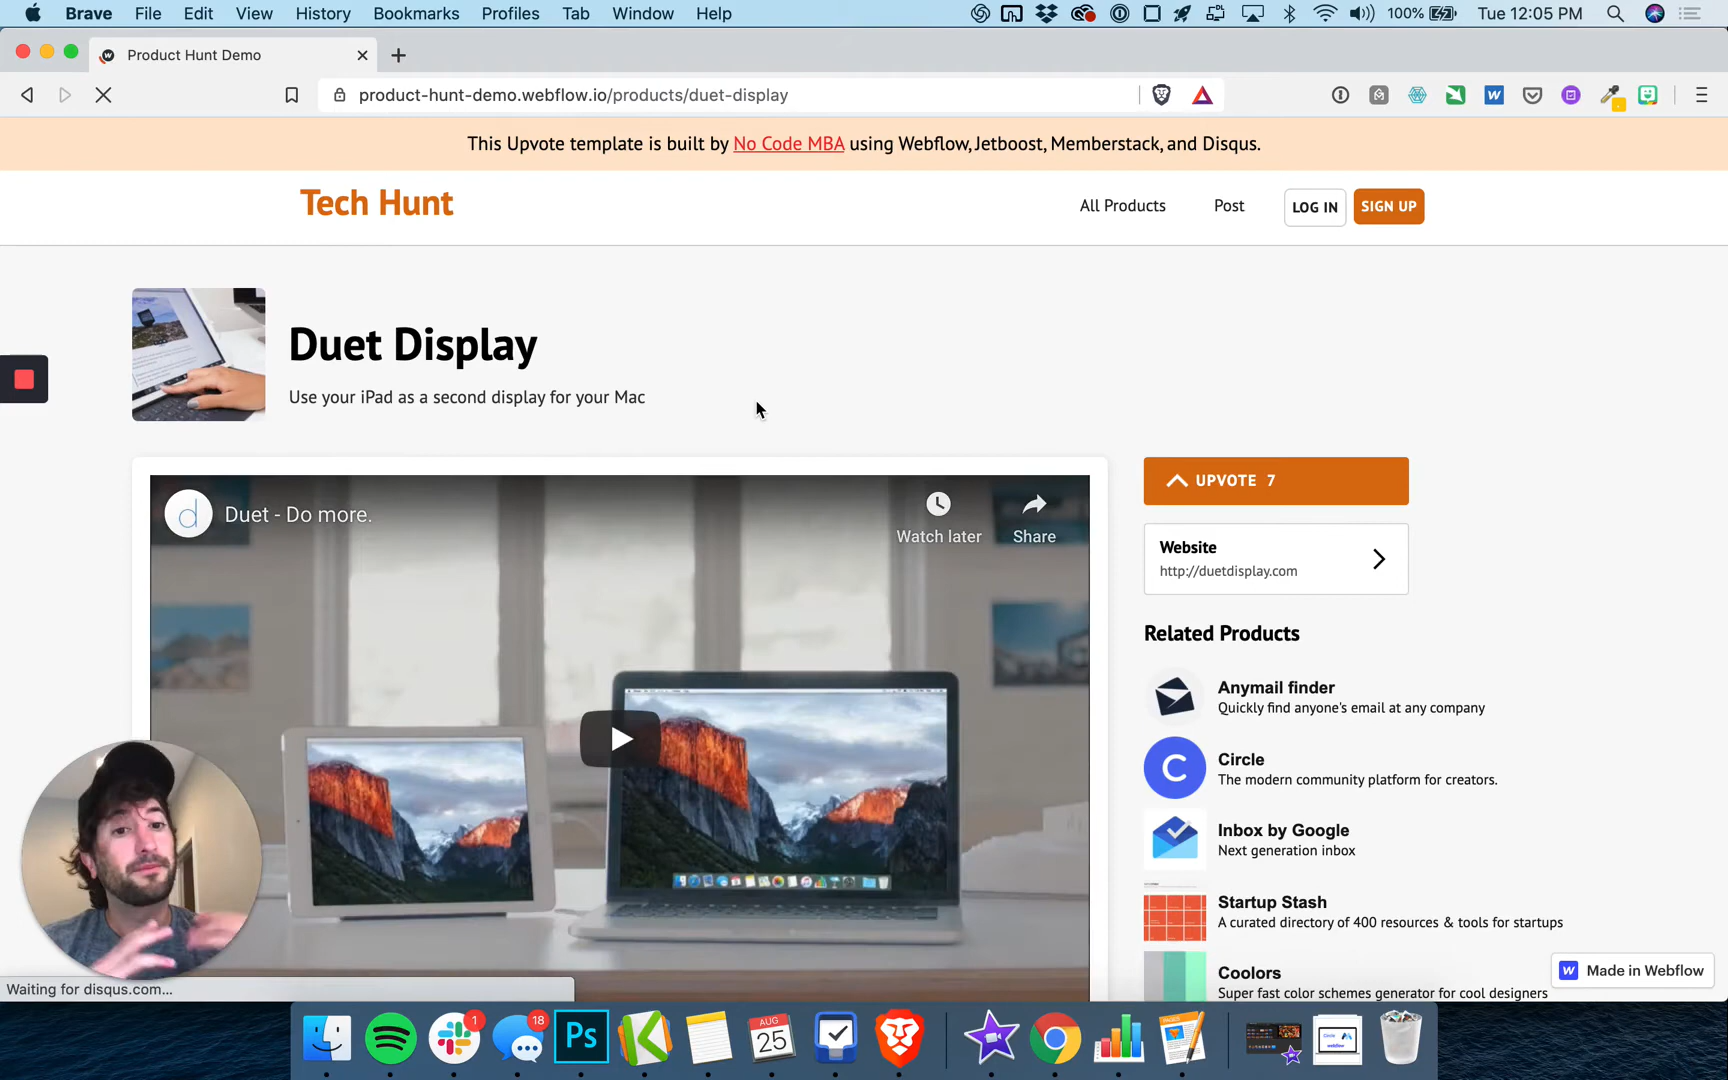 Brave File Edit View History Bookmarks Profiles Tab Window Help 100% Tue 12:05 PM
Product Hunt Demo
product-hunt-demo.webflow.io/products/duet-display
This Upvote template is built by No Code MBA using Webflow, Jetboost, Memberstack, and Disqus.
Tech Hunt
All Products Post LOG IN SIGN UP
Duet Display
Use your iPad as a second display for your Mac
d Duet - Do more.
Watch later Share
UPVOTE 7
Website
http://duetdisplay.com
Related Products
Anymail finder
Quickly find anyone's email at any company
C Circle
The modern community platform for creators.
Inbox by Google
Next generation inbox
Startup Stash
A curated directory of 400 resources & tools for startups
Coolors
Super fast color schemes generator for cool designers
Made in Webflow
Waiting for disqus.com...
1
18
Ps
AUG
25
PAGES